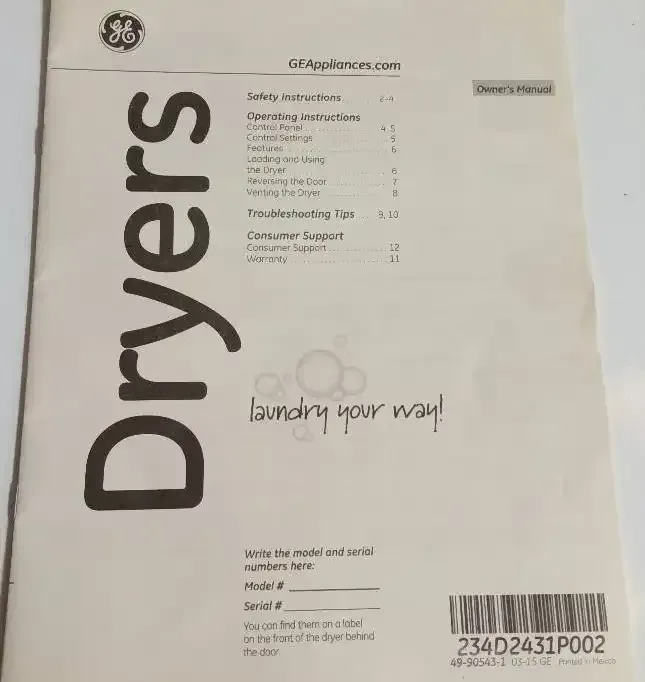 GE
GEAppliances.com
Owner's Manual
Dryers
Safety Instructions . . . . . . 2-4
Operating Instructions
Control Panel . . . . . . . . . . . . 4, 5
Control Settings . . . . . . . . . . . . 5
Features . . . . . . . . . . . . . . . . 6
Loading and Using
the Dryer . . . . . . . . . . . . . . . 6
Reversing the Door . . . . . . . . . . 7
Venting the Dryer . . . . . . . . . . 8
Troubleshooting Tips . . . 9, 10
Consumer Support
Consumer Support . . . . . . . . . . 12
Warranty . . . . . . . . . . . . . . . . 11
laundry your way!
Write the model and serial
numbers here:
Model # __________
Serial # __________
You can find them on a label
on the front of the dryer behind
the door.
234D2431P002
49-90543-1 03-15 GE Printed in Mexico